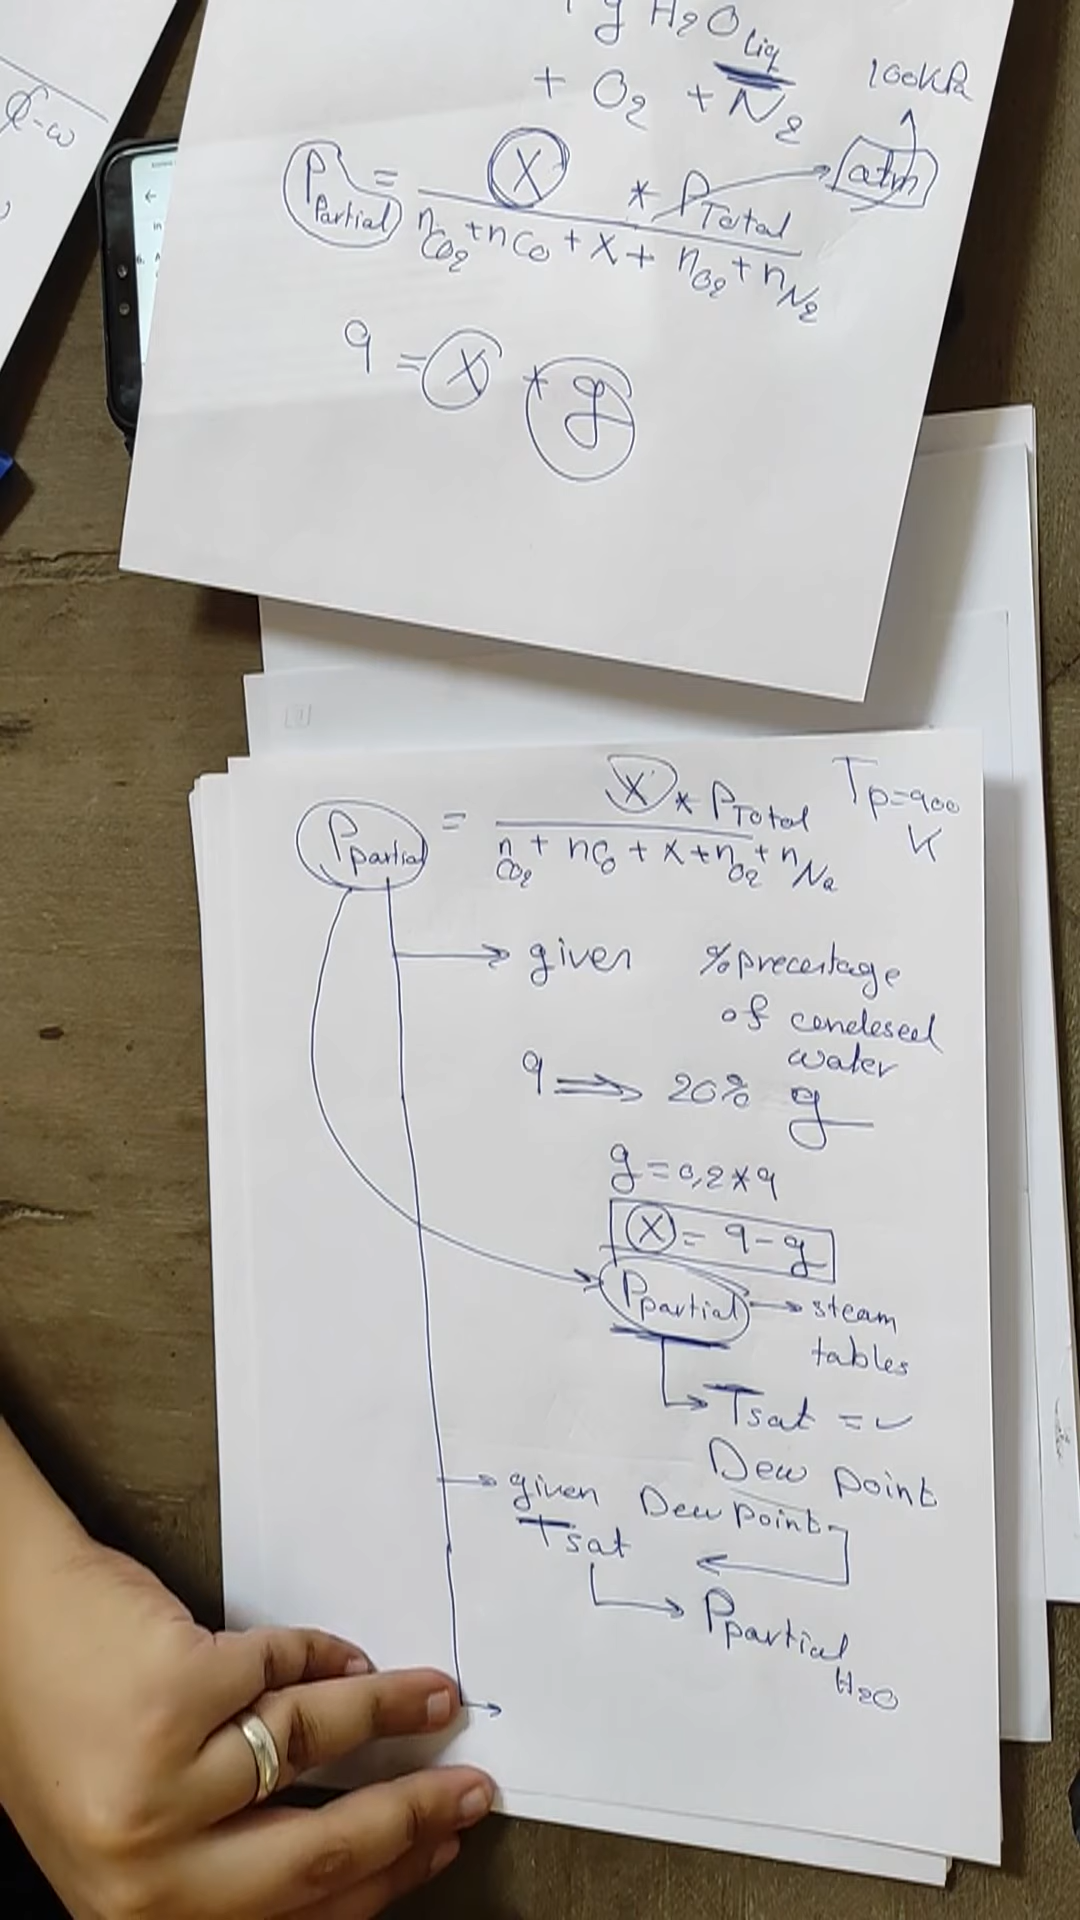 g H2O liq
+ O2 + N2
100kPa
Ppartial = X * PTotal atm
nCO2 + nCO + X + nO2 + nN2
9 = X + g
Ppartial = X * PTotal
nCO2 + nCO + X + nO2 + nN2
Tp=900
K
given %precentage
of condesed
water
9 ⟹ 20% g
g = 0,2*9
X = 9-g
Ppartial → steam
tables
Tsat = ✓
Dew point
given Dew point
Tsat
Ppartial
H2O